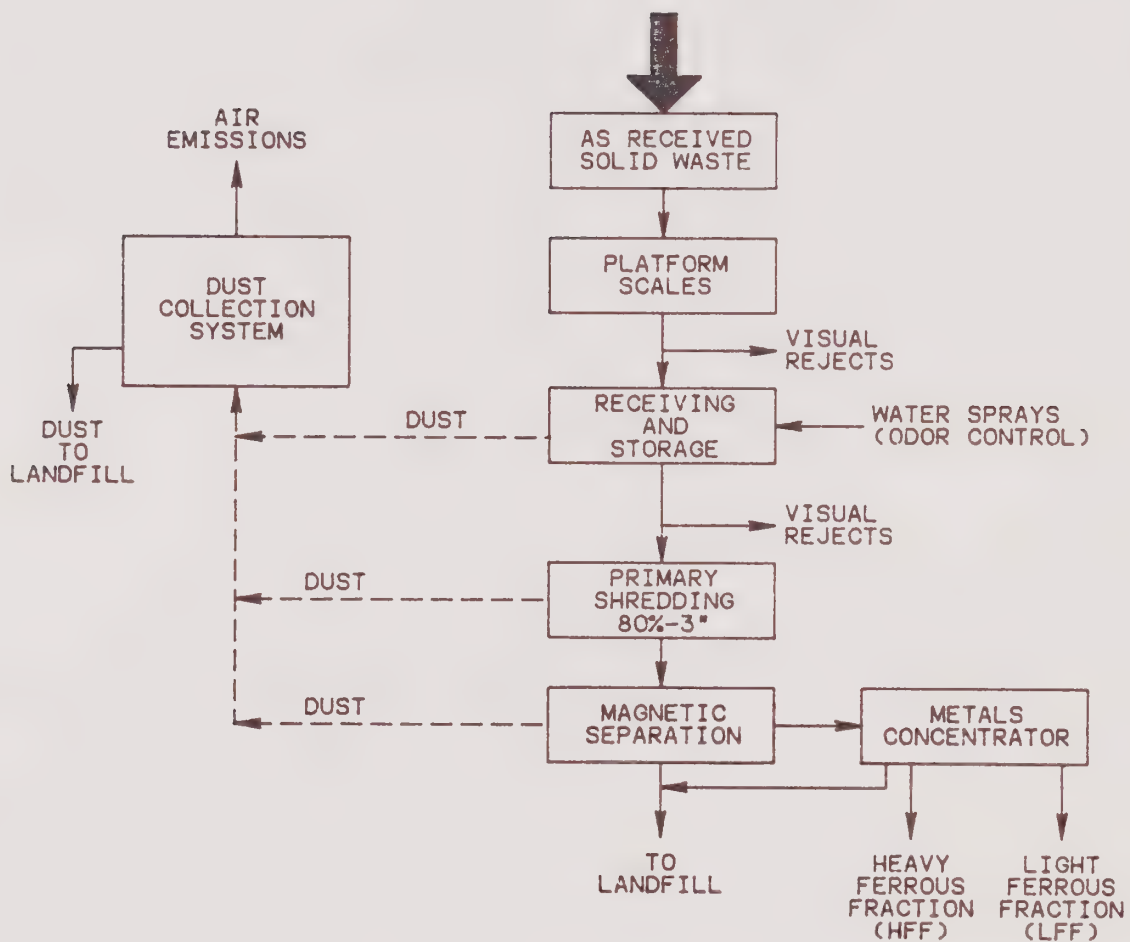 AIR
EMISSIONS
AS RECEIVED
SOLID WASTE
DUST
COLLECTION
SYSTEM
PLATFORM
SCALES
VISUAL
REJECTS
DUST
TO
LANDFILL
DUST
RECEIVING
AND
STORAGE
WATER SPRAYS
(ODOR CONTROL)
VISUAL
REJECTS
DUST
PRIMARY
SHREDDING
80%-3"
DUST
MAGNETIC
SEPARATION
METALS
CONCENTRATOR
TO
LANDFILL
HEAVY
FERROUS
FRACTION
(HFF)
LIGHT
FERROUS
FRACTION
(LFF)